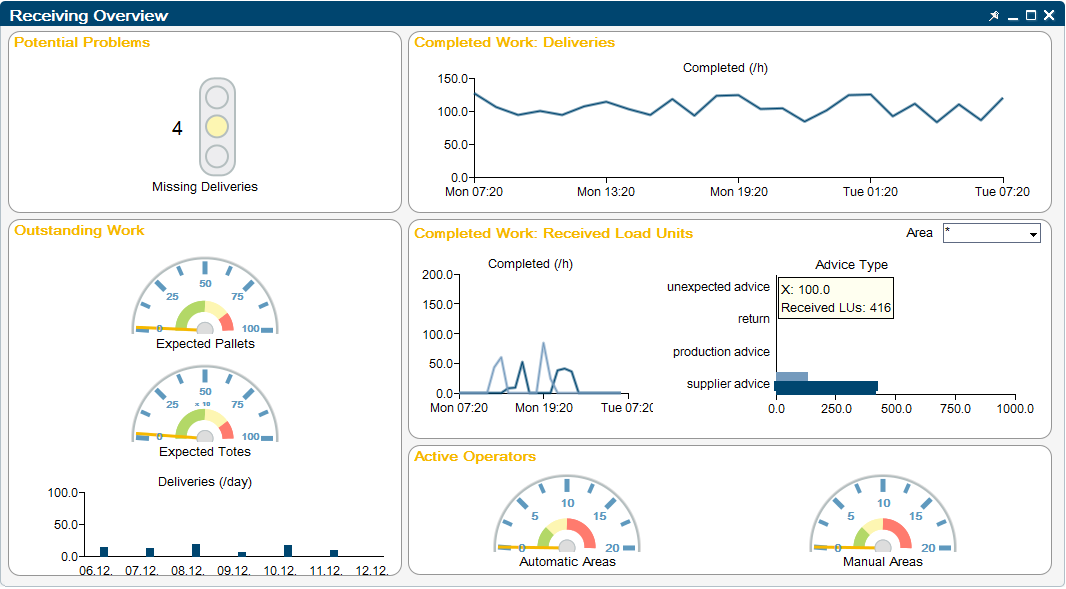 Receiving Overview
Potential Problems
4
Missing Deliveries
Completed Work: Deliveries
Completed (/h)
150.0
100.0
50.0
0.0
Mon 07:20 Mon 13:20 Mon 19:20 Tue 01:20 Tue 07:20
Outstanding Work
0 25 50 75 100
Expected Pallets
0 25 50 75 100
x 10
Expected Totes
Deliveries (/day)
100.0
50.0
0.0
06.12. 07.12. 08.12. 09.12. 10.12. 11.12. 12.12.
Completed Work: Received Load Units
Area *
Completed (/h)
200.0
150.0
100.0
50.0
0.0
Mon 07:20 Mon 19:20 Tue 07:20
Advice Type
unexpected advice
return
production advice
supplier advice
X: 100.0
Received LUs: 416
0.0 250.0 500.0 750.0 1000.0
Active Operators
0 5 10 15 20
Automatic Areas
0 5 10 15 20
Manual Areas